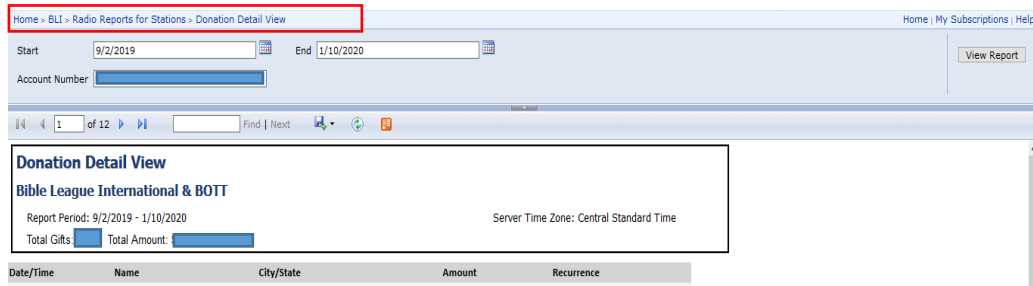 Home > BLI > Radio Reports for Stations > Donation Detail View Home | My Subscriptions | Help
Start 9/2/2019 End 1/10/2020 View Report
Account Number
1 of 12 Find | Next
Donation Detail View
Bible League International & BOTT
Report Period: 9/2/2019 - 1/10/2020 Server Time Zone: Central Standard Time
Total Gifts: Total Amount:
Date/Time Name City/State Amount Recurrence